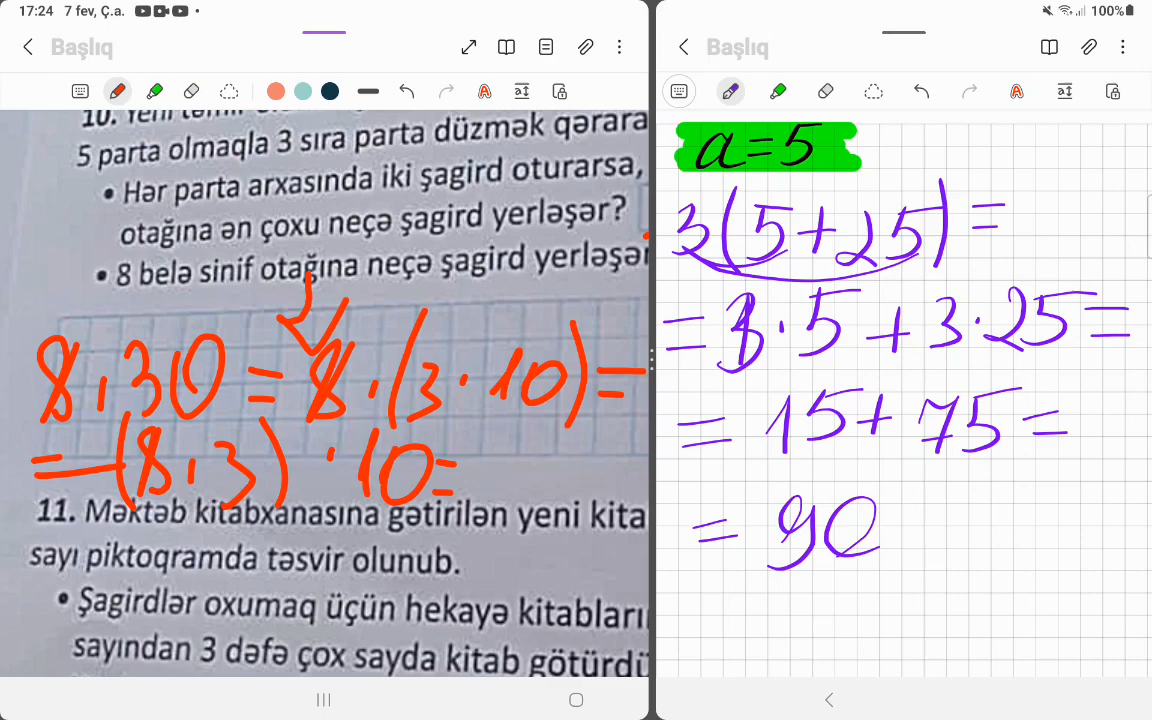 17:24 7 fev, Ç.a.
100%
Başlıq
Başlıq
10. Yeni
5 parta olmaqla 3 sıra parta düzmək qərara
• Hər parta arxasında iki şagird oturarsa,
otağına ən çoxu neçə şagird yerləşər?
• 8 belə sinif otağına neçə şagird yerləşər
8·30=8·(3·10)=
=(8·3)·10=
11. Məktəb kitabxanasına gətirilən yeni kita
sayı piktoqramda təsvir olunub.
• Şagirdlər oxumaq üçün hekayə kitabları
sayından 3 dəfə çox sayda kitab götürdü
a=5
3(5+25)=
=3·5+3·25=
=15+75=
=90